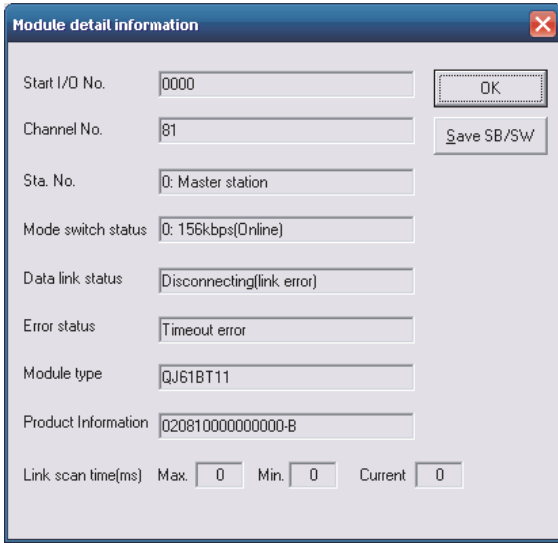 Module detail information
Start I/O No. 0000
OK
Channel No. 81
Save SB/SW
Sta. No. 0: Master station
Mode switch status 0: 156kbps(Online)
Data link status Disconnecting(link error)
Error status Timeout error
Module type QJ61BT11
Product Information 020810000000000-B
Link scan time(ms) Max. 0 Min. 0 Current 0